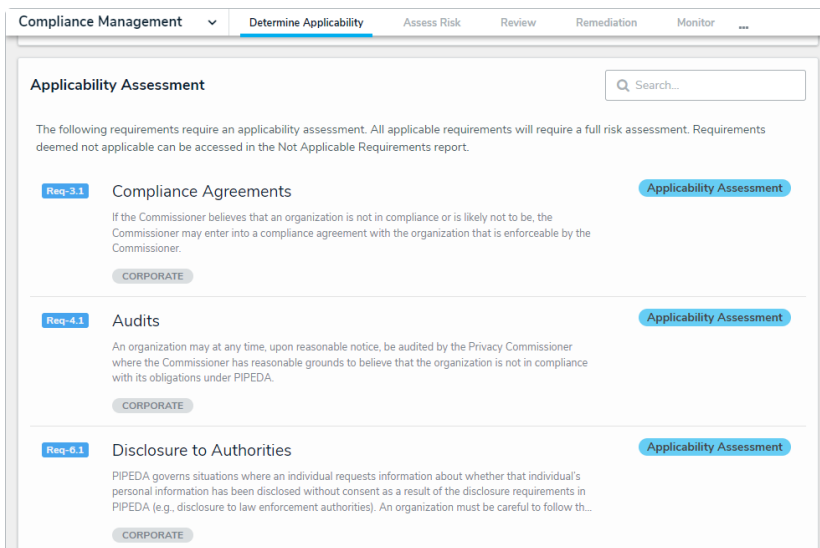 Compliance Management
Determine Applicability
Assess Risk
Review
Remediation
Monitor
...
Applicability Assessment
Search...
The following requirements require an applicability assessment. All applicable requirements will require a full risk assessment. Requirements
deemed not applicable can be accessed in the Not Applicable Requirements report.
Req-3.1
Compliance Agreements
Applicability Assessment
If the Commissioner believes that an organization is not in compliance or is likely not to be, the
Commissioner may enter into a compliance agreement with the organization that is enforceable by the
Commissioner.
CORPORATE
Req-4.1
Audits
Applicability Assessment
An organization may at any time, upon reasonable notice, be audited by the Privacy Commissioner
where the Commissioner has reasonable grounds to believe that the organization is not in compliance
with its obligations under PIPEDA.
CORPORATE
Req-6.1
Disclosure to Authorities
Applicability Assessment
PIPEDA governs situations where an individual requests information about whether that individual's
personal information has been disclosed without consent as a result of the disclosure requirements in
PIPEDA (e.g., disclosure to law enforcement authorities). An organization must be careful to follow th...
CORPORATE